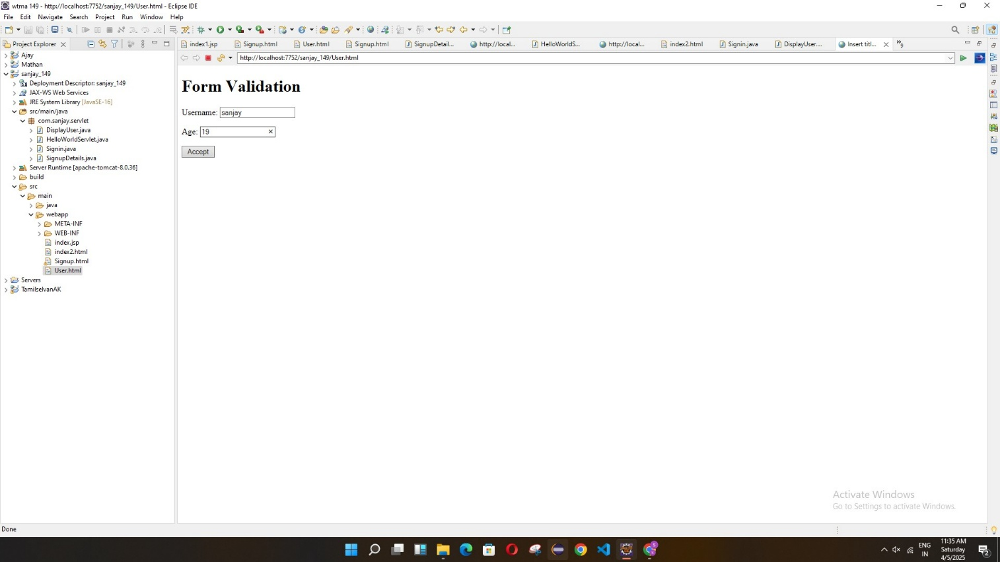 wtma 149 - http://localhost:7752/sanjay_149/User.html - Eclipse IDE
File Edit Navigate Search Project Run Window Help
Project Explorer
index1.jsp Signup.html User.html Signup.html SignupDetail... http://local... HelloWorldS... http://local... index2.html Signin.java DisplayUser.... Insert titl... »9
http://localhost:7752/sanjay_149/User.html
Ajay
Mathan
sanjay_149
Deployment Descriptor: sanjay_149
JAX-WS Web Services
JRE System Library [JavaSE-16]
src/main/java
com.sanjay.servlet
DisplayUser.java
HelloWorldServlet.java
Signin.java
SignupDetails.java
Server Runtime [apache-tomcat-8.0.36]
build
src
main
java
webapp
META-INF
WEB-INF
index.jsp
index2.html
Signup.html
User.html
Servers
TamilselvanAK
Form Validation
Username: sanjay
Age: 19
Accept
Activate Windows
Go to Settings to activate Windows.
Done
ENG
IN
11:35 AM
Saturday
4/5/2025
2